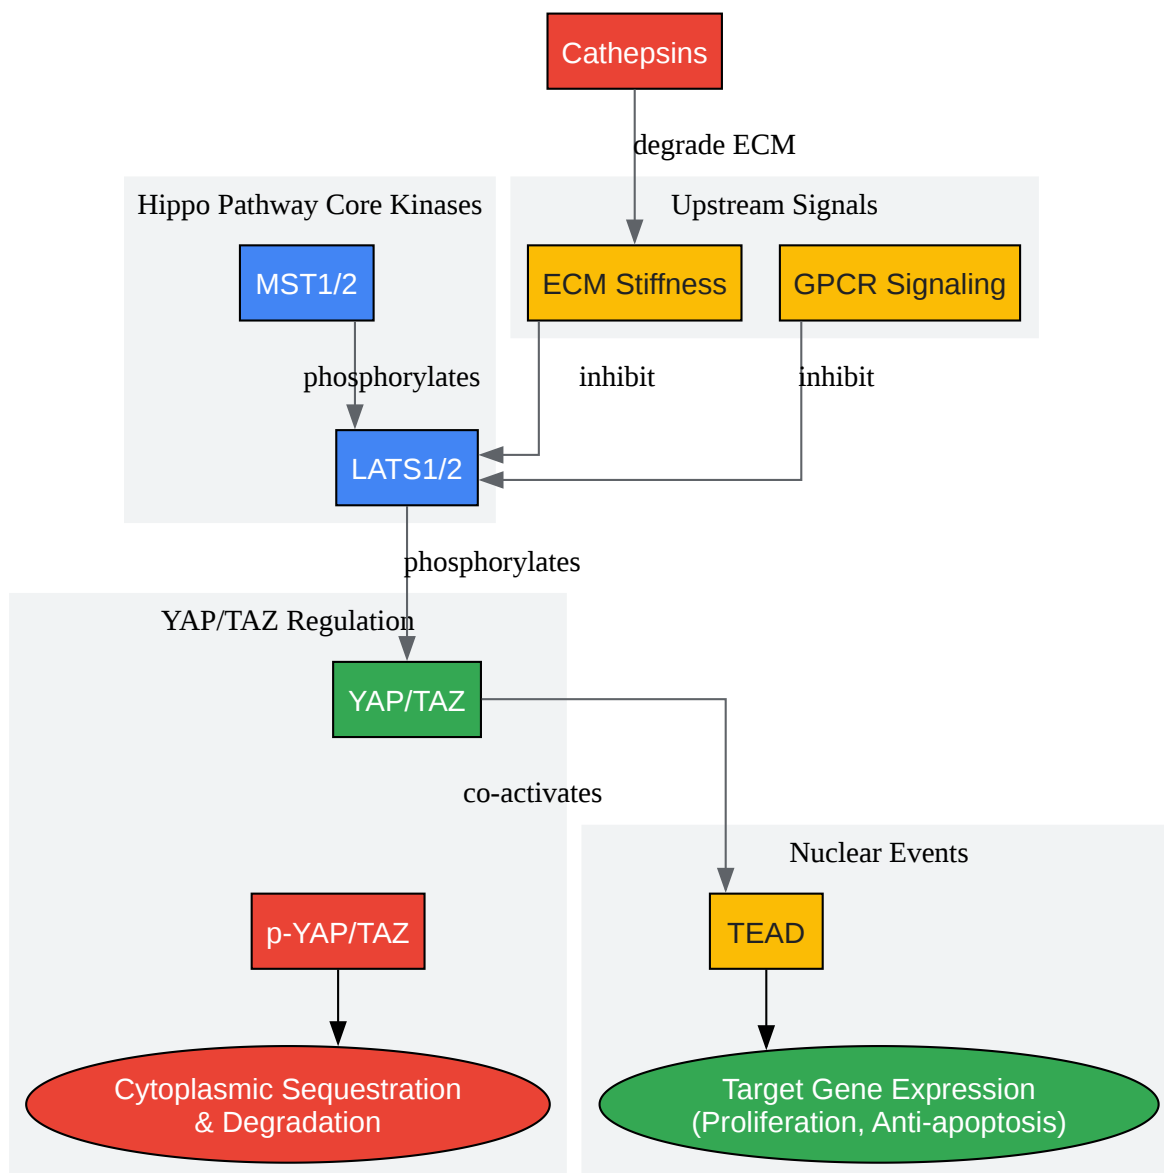 Cathepsins
degrade ECM
Hippo Pathway Core Kinases
Upstream Signals
MST1/2
ECM Stiffness
GPCR Signaling
phosphorylates
inhibit
inhibit
LATS1/2
phosphorylates
YAP/TAZ Regulation
YAP/TAZ
co-activates
Nuclear Events
p-YAP/TAZ
TEAD
Cytoplasmic Sequestration
& Degradation
Target Gene Expression
(Proliferation, Anti-apoptosis)